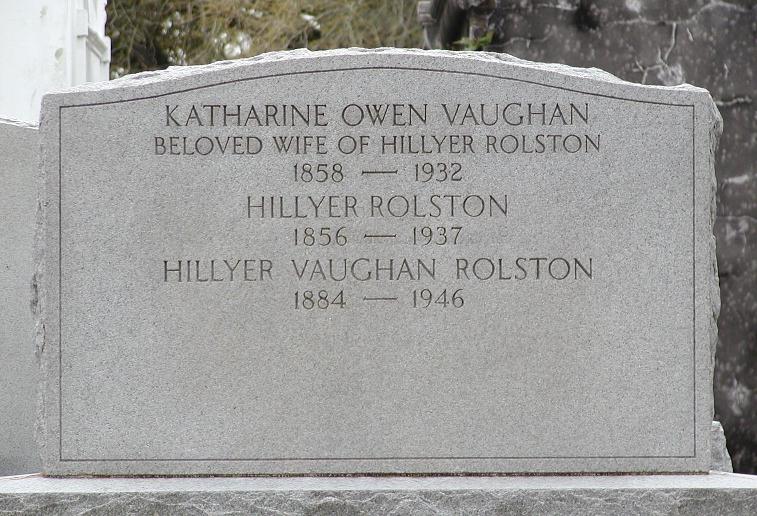 KATHARINE OWEN VAUGHAN
BELOVED WIFE OF HILLYER ROLSTON
1858 — 1932
HILLYER ROLSTON
1856 — 1937
HILLYER VAUGHAN ROLSTON
1884 — 1946